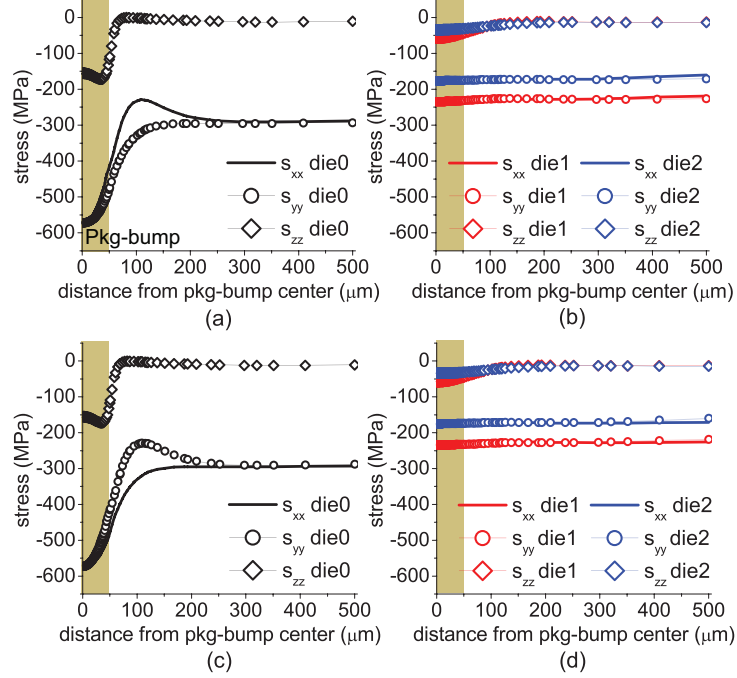 0
-100
-200
-300
-400
-500
-600
stress (MPa)
s_xx die0
s_yy die0
s_zz die0
Pkg-bump
0 100 200 300 400 500
distance from pkg-bump center (μm)
(a)
0
-100
-200
-300
-400
-500
-600
stress (MPa)
s_xx die1 s_xx die2
s_yy die1 s_yy die2
s_zz die1 s_zz die2
0 100 200 300 400 500
distance from pkg-bump center (μm)
(b)
0
-100
-200
-300
-400
-500
-600
stress (MPa)
s_xx die0
s_yy die0
s_zz die0
0 100 200 300 400 500
distance from pkg-bump center (μm)
(c)
0
-100
-200
-300
-400
-500
-600
stress (MPa)
s_xx die1 s_xx die2
s_yy die1 s_yy die2
s_zz die1 s_zz die2
0 100 200 300 400 500
distance from pkg-bump center (μm)
(d)